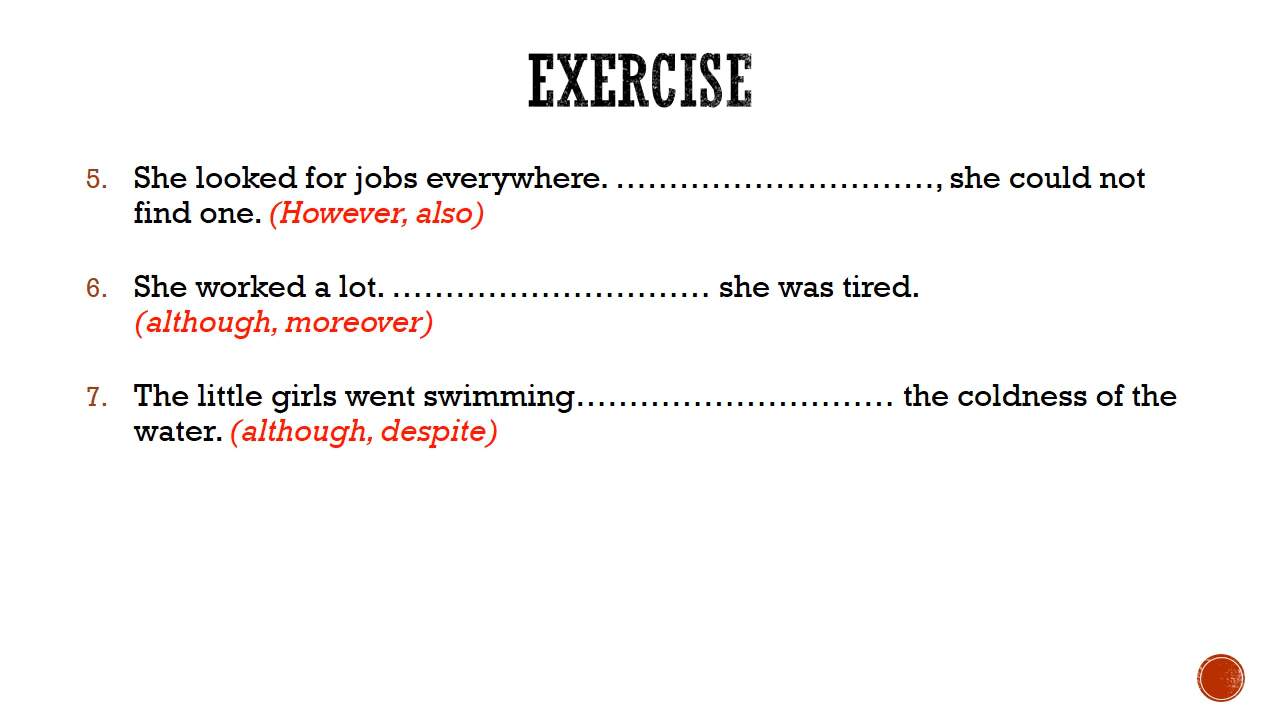 EXERCISE
5. She looked for jobs everywhere. …………………………, she could not
find one. (However, also)
6. She worked a lot. ………………………… she was tired.
(although, moreover)
7. The little girls went swimming………………………… the coldness of the
water. (although, despite)